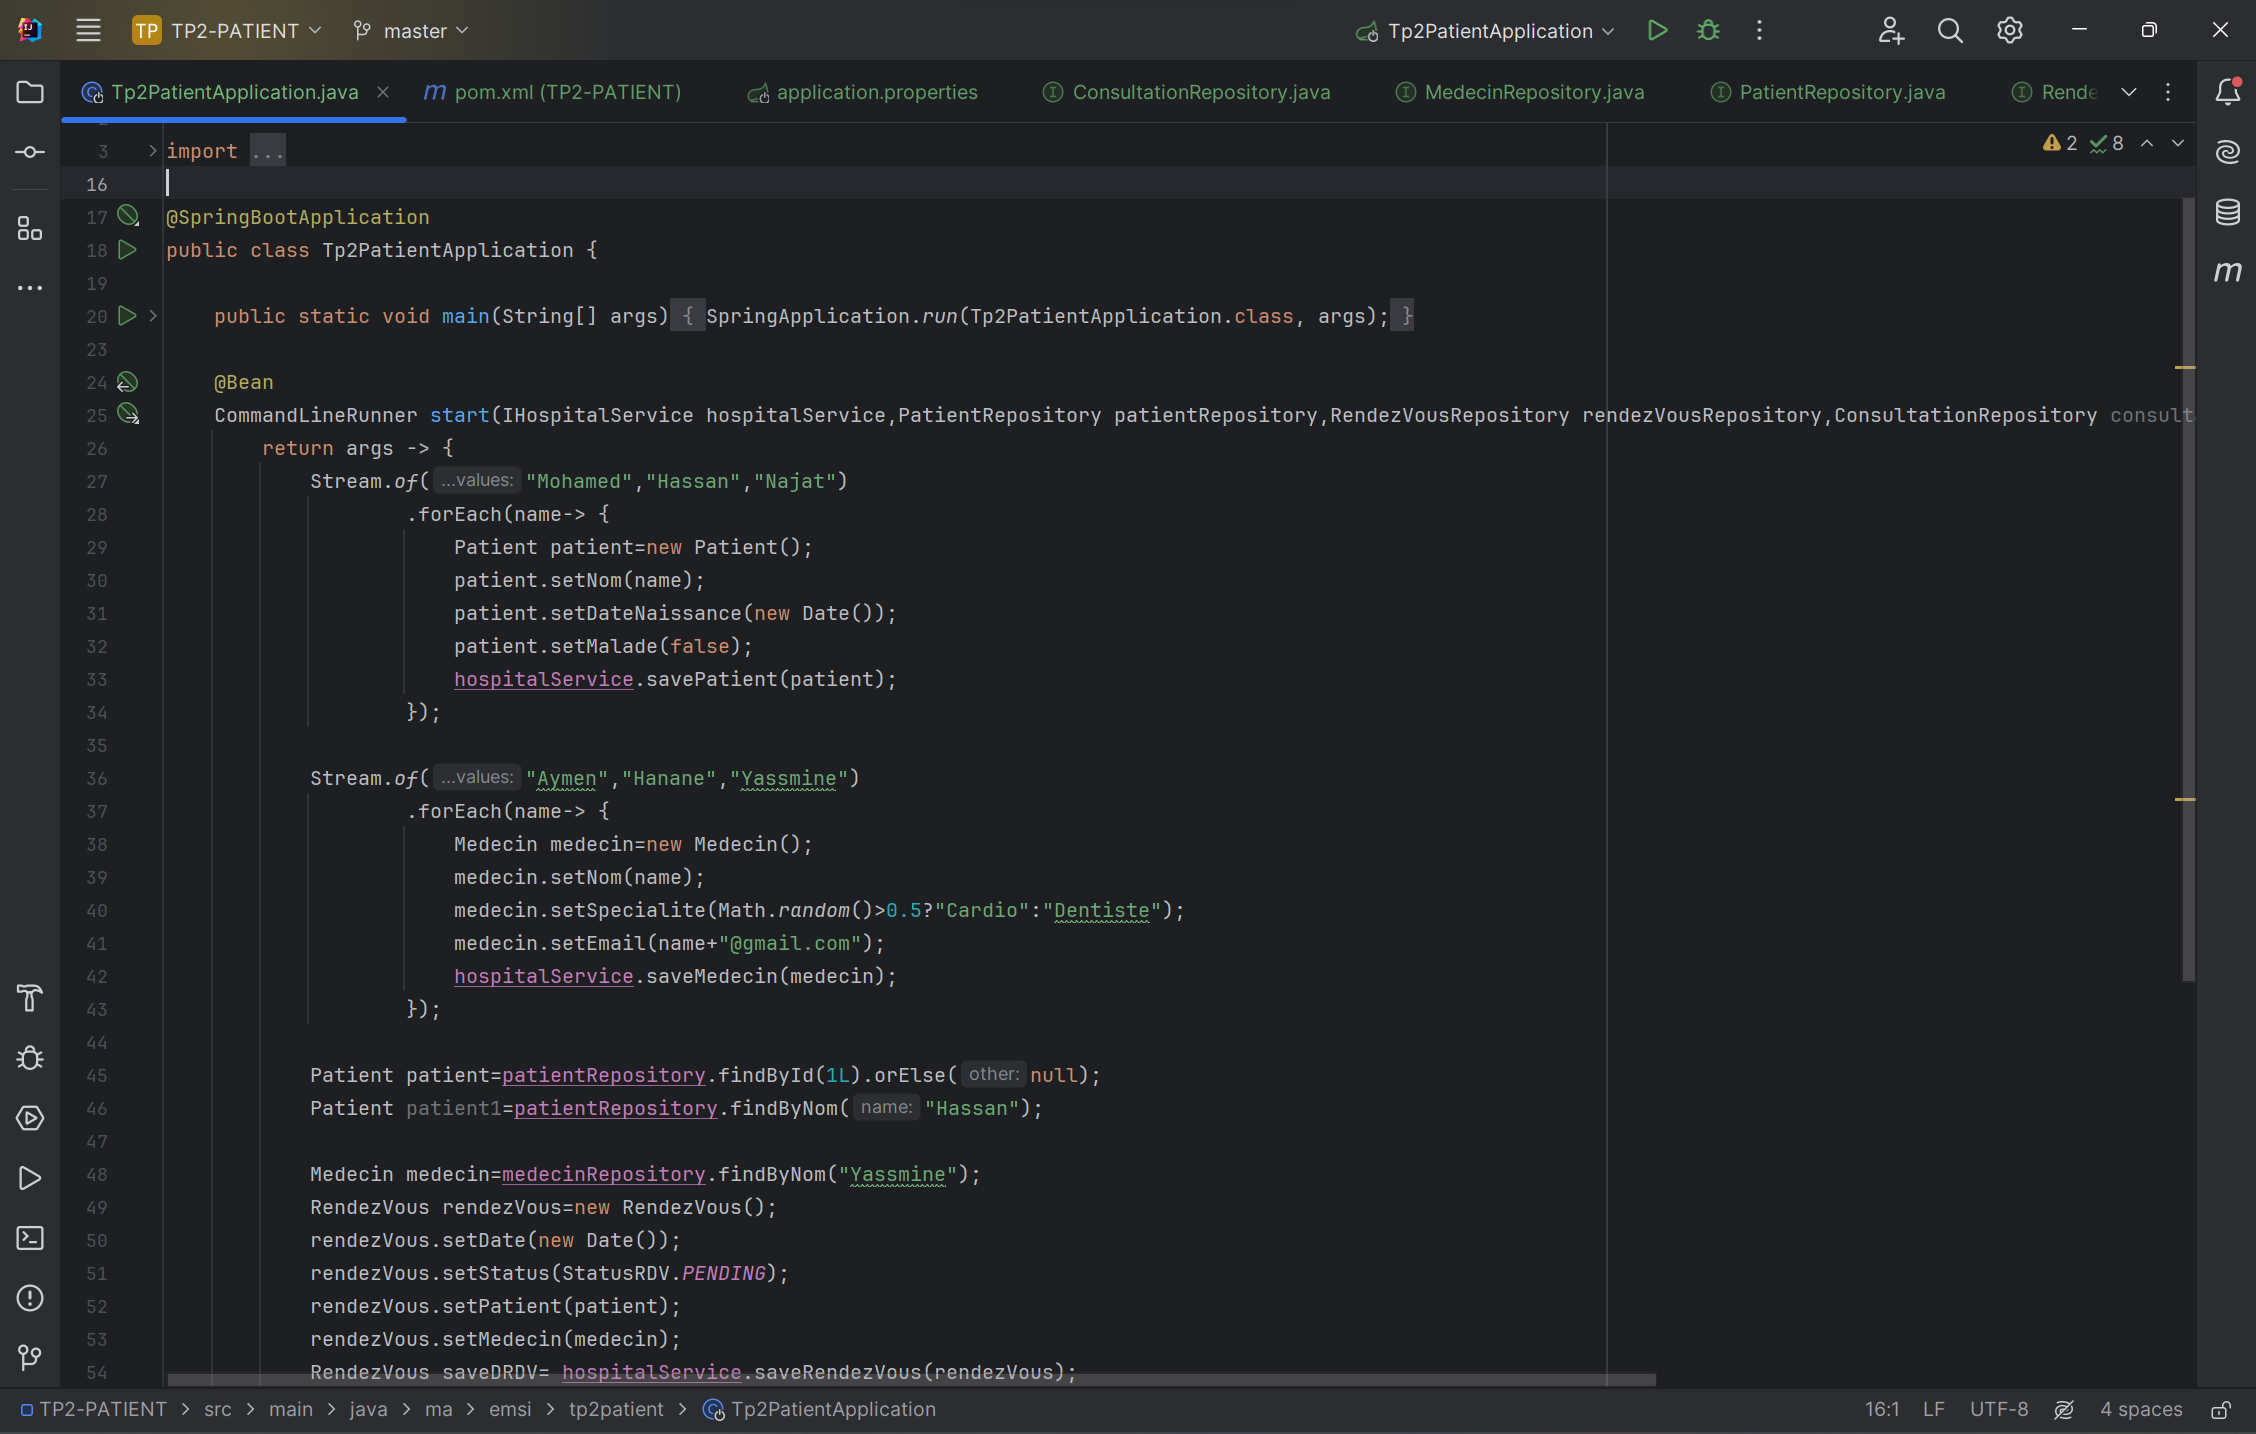 TP TP2-PATIENT master Tp2PatientApplication
Tp2PatientApplication.java m pom.xml (TP2-PATIENT) application.properties ConsultationRepository.java MedecinRepository.java PatientRepository.java Rende
3 import ...
2 8
16
17 @SpringBootApplication
18 public class Tp2PatientApplication {
19
20 public static void main(String[] args) { SpringApplication.run(Tp2PatientApplication.class, args); }
23
24 @Bean
25 CommandLineRunner start(IHospitalService hospitalService,PatientRepository patientRepository,RendezVousRepository rendezVousRepository,ConsultationRepository consult
26 return args -> {
27 Stream.of( ...values: "Mohamed","Hassan","Najat")
28 .forEach(name-> {
29 Patient patient=new Patient();
30 patient.setNom(name);
31 patient.setDateNaissance(new Date());
32 patient.setMalade(false);
33 hospitalService.savePatient(patient);
34 });
35
36 Stream.of( ...values: "Aymen","Hanane","Yassmine")
37 .forEach(name-> {
38 Medecin medecin=new Medecin();
39 medecin.setNom(name);
40 medecin.setSpecialite(Math.random()>0.5?"Cardio":"Dentiste");
41 medecin.setEmail(name+"@gmail.com");
42 hospitalService.saveMedecin(medecin);
43 });
44
45 Patient patient=patientRepository.findById(1L).orElse( other: null);
46 Patient patient1=patientRepository.findByNom( name: "Hassan");
47
48 Medecin medecin=medecinRepository.findByNom("Yassmine");
49 RendezVous rendezVous=new RendezVous();
50 rendezVous.setDate(new Date());
51 rendezVous.setStatus(StatusRDV.PENDING);
52 rendezVous.setPatient(patient);
53 rendezVous.setMedecin(medecin);
54 RendezVous saveDRDV= hospitalService.saveRendezVous(rendezVous);
TP2-PATIENT > src > main > java > ma > emsi > tp2patient > Tp2PatientApplication 16:1 LF UTF-8 4 spaces